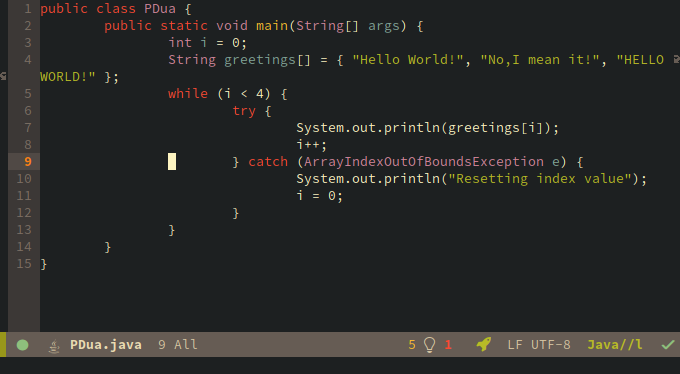 1 public class PDua {
2 public static void main(String[] args) {
3 int i = 0;
4 String greetings[] = { "Hello World!", "No,I mean it!", "HELLO
WORLD!" };
5 while (i < 4) {
6 try {
7 System.out.println(greetings[i]);
8 i++;
9 } catch (ArrayIndexOutOfBoundsException e) {
10 System.out.println("Resetting index value");
11 i = 0;
12 }
13 }
14 }
15 }
PDua.java 9 All 5 1 LF UTF-8 Java//l